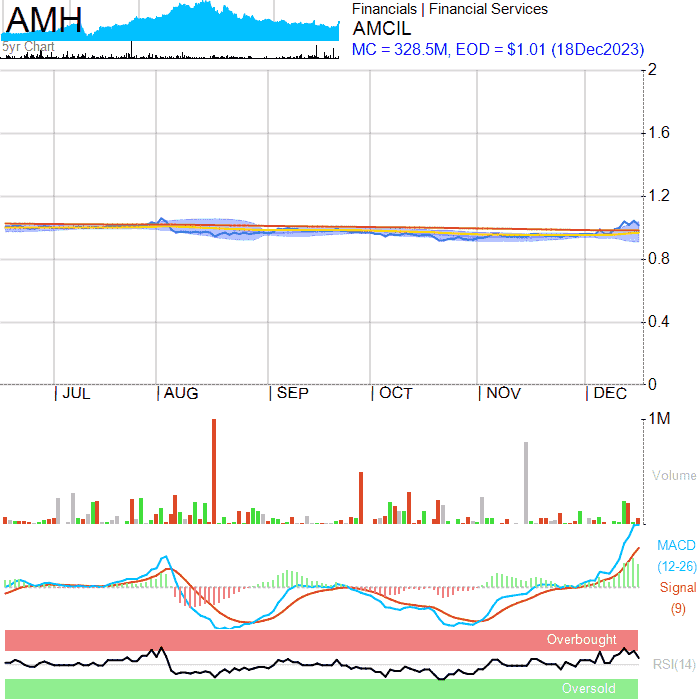 AMH
5yr Chart
Financials | Financial Services
AMCIL
MC = 328.5M, EOD = $1.01 (18Dec2023)
2
1.6
1.2
0.8
0.4
0
| JUL | AUG | SEP | OCT | NOV | DEC
1M
Volume
MACD
(12-26)
Signal
(9)
Overbought
RSI(14)
Oversold